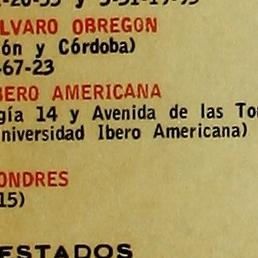 LVARO OBREGON
ón y Córdoba)
-67-23
BERO AMERICANA
gía 14 y Avenida de las To
niversidad Ibero Americana)
ONDRES
15)
ESTADOS